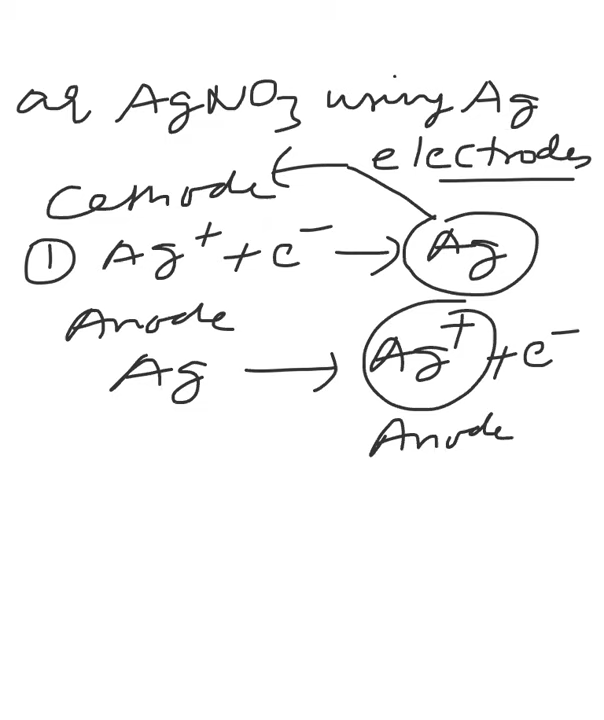 aq AgNO3 using Ag
electrodes
Cathode
① Ag⁺ + e⁻ → Ag
Anode
Ag → Ag⁺ + e⁻
Anode